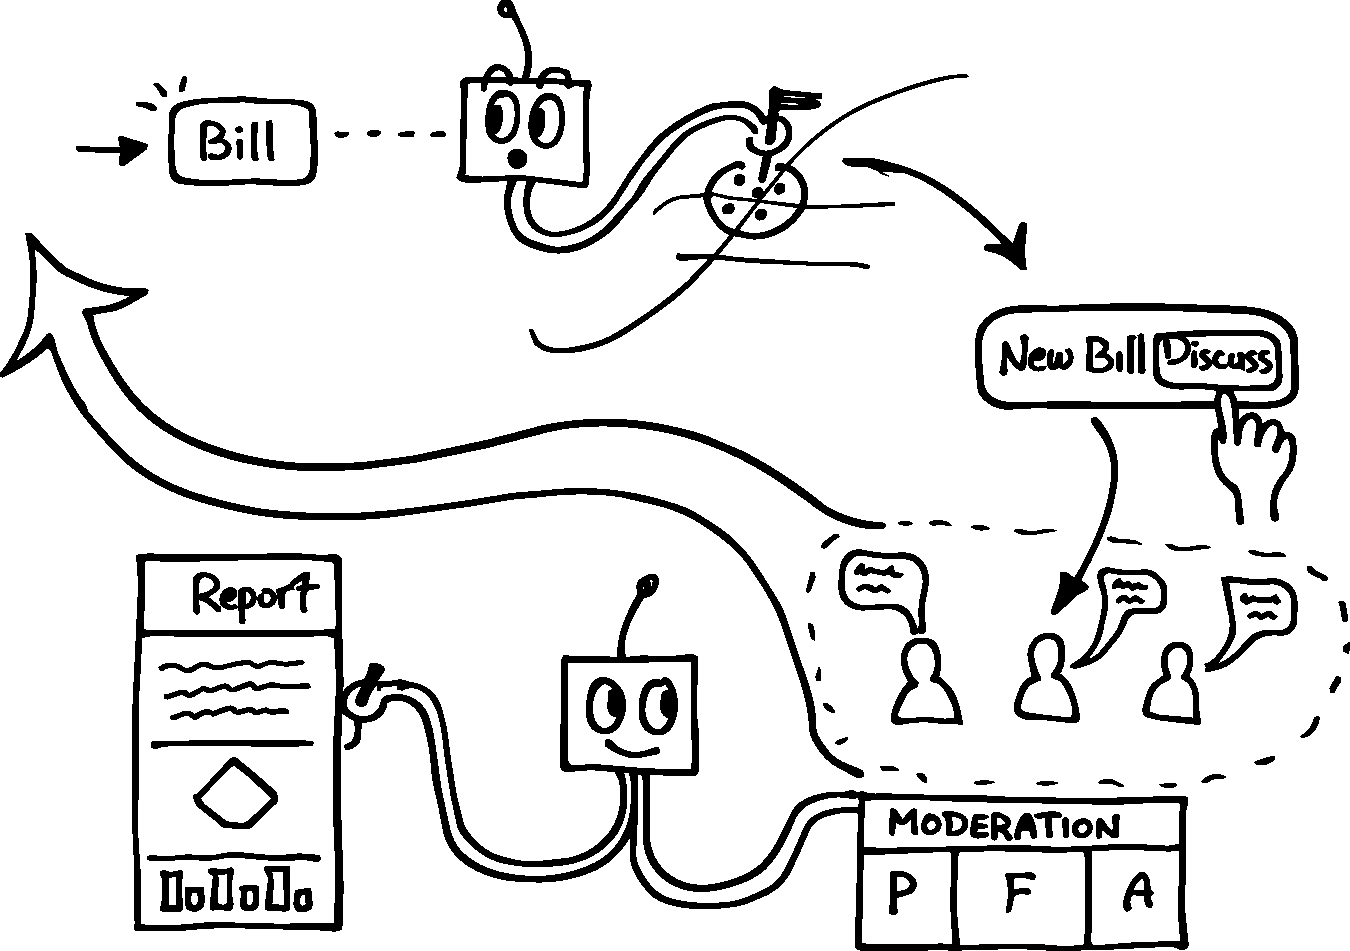 Bill
New Bill Discuss
Report
MODERATION
P F A